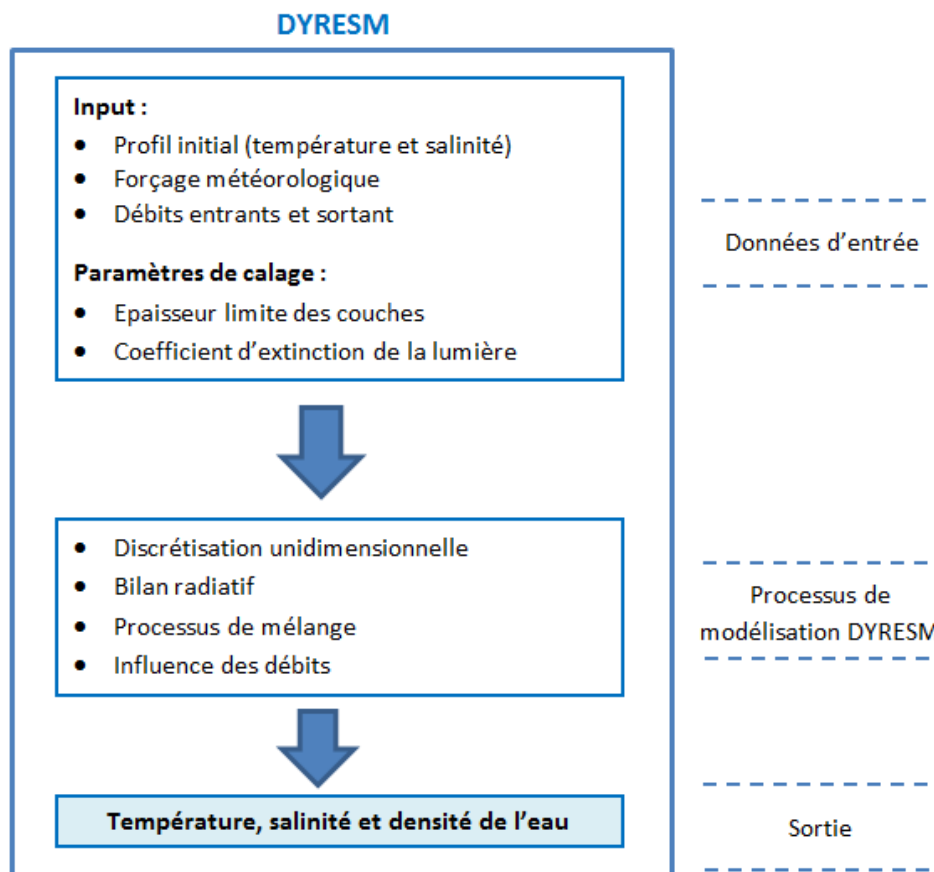 DYRESM
Input :
• Profil initial (température et salinité)
• Forçage météorologique
• Débits entrants et sortant
Paramètres de calage :
• Epaisseur limite des couches
• Coefficient d'extinction de la lumière
Données d'entrée
• Discrétisation unidimensionnelle
• Bilan radiatif
• Processus de mélange
• Influence des débits
Processus de
modélisation DYRESM
Température, salinité et densité de l'eau
Sortie